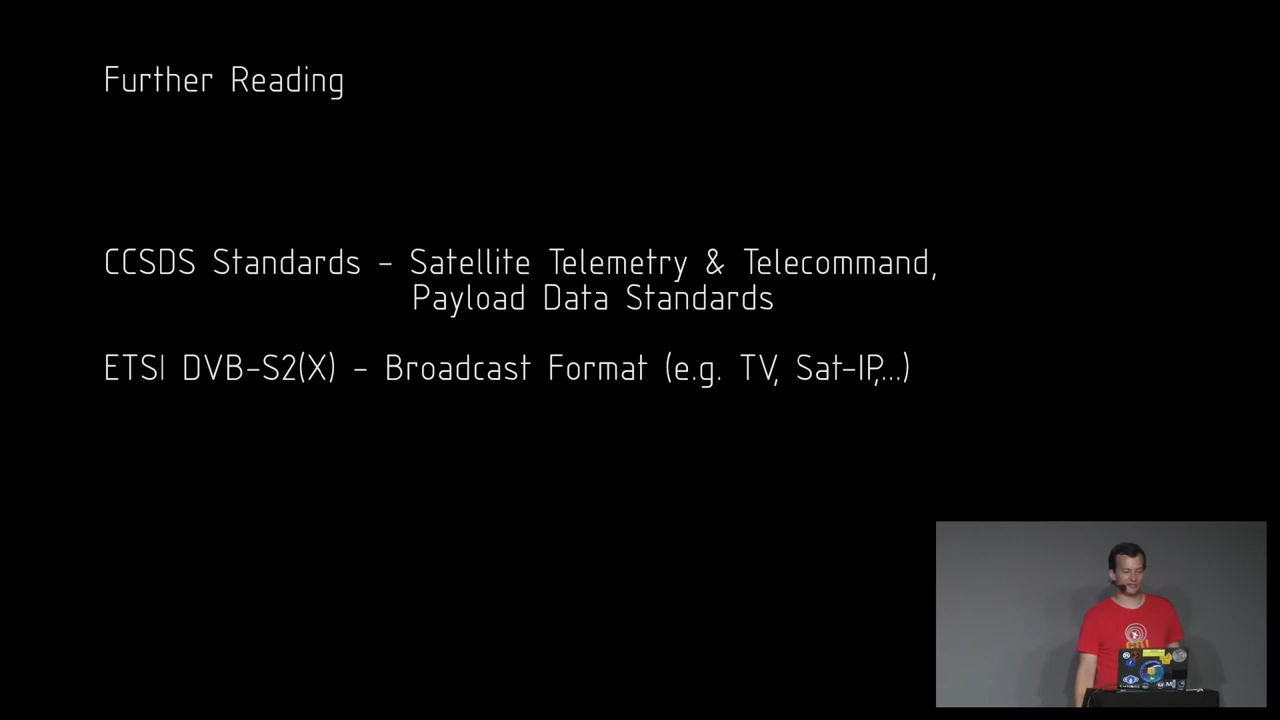 Further Reading
CCSDS Standards - Satellite Telemetry & Telecommand,
Payload Data Standards
ETSI DVB-S2(X) - Broadcast Format (e.g. TV, Sat-IP,...)